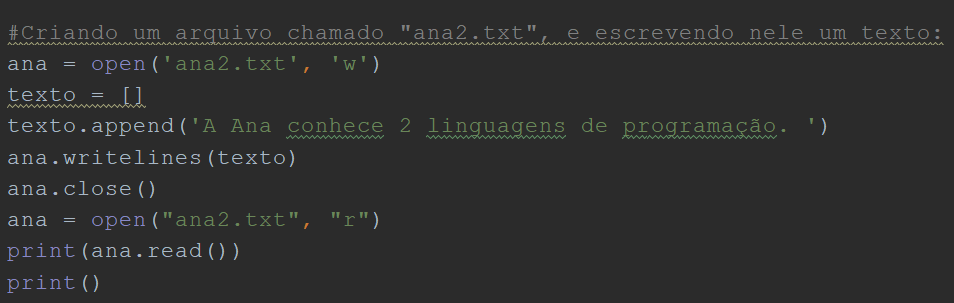 #Criando um arquivo chamado "ana2.txt", e escrevendo nele um texto:
ana = open('ana2.txt', 'w')
texto = []
texto.append('A Ana conhece 2 linguagens de programação. ')
ana.writelines(texto)
ana.close()
ana = open("ana2.txt", "r")
print(ana.read())
print()